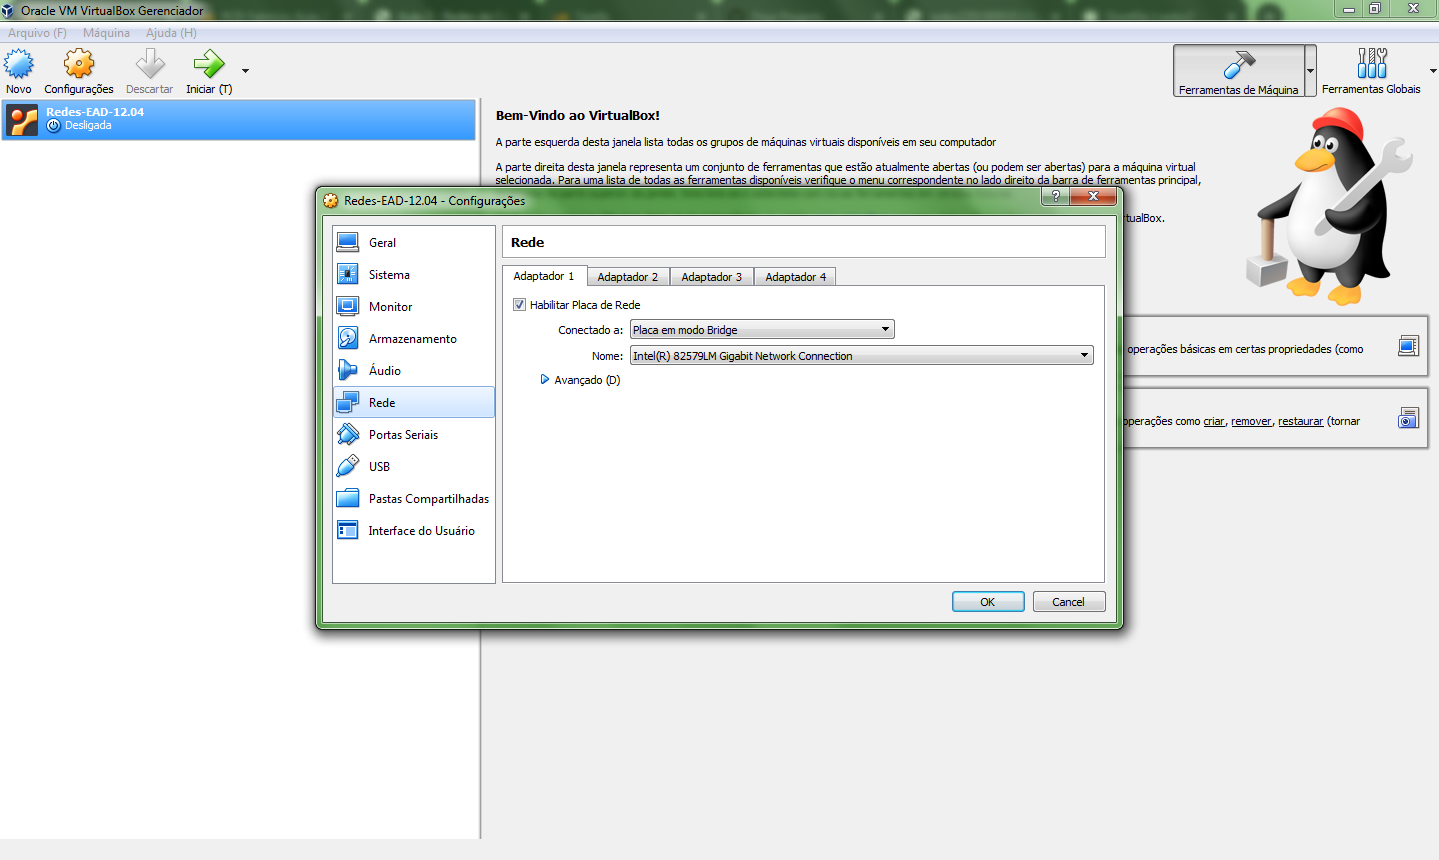 Oracle VM VirtualBox Gerenciador
Arquivo (F) Máquina Ajuda (H)
Novo Configurações Descartar Iniciar (T)
Ferramentas de Máquina Ferramentas Globais
Redes-EAD-12.04
Desligada
Bem-Vindo ao VirtualBox!
A parte esquerda desta janela lista todas os grupos de máquinas virtuais disponíveis em seu computador
A parte direita desta janela representa um conjunto de ferramentas que estão atualmente abertas (ou podem ser abertas) para a máquina virtual
selecionada. Para uma lista de todas as ferramentas disponíveis verifique o menu correspondente no lado direito da barra de ferramentas principal,
rtualBox.
operações básicas em certas propriedades (como
operações como criar, remover, restaurar (tornar
Redes-EAD-12.04 - Configurações
?
Geral
Sistema
Monitor
Armazenamento
Áudio
Rede
Portas Seriais
USB
Pastas Compartilhadas
Interface do Usuário
Rede
Adaptador 1 Adaptador 2 Adaptador 3 Adaptador 4
Habilitar Placa de Rede
Conectado a: Placa em modo Bridge
Nome: Intel(R) 82579LM Gigabit Network Connection
Avançado (D)
OK Cancel